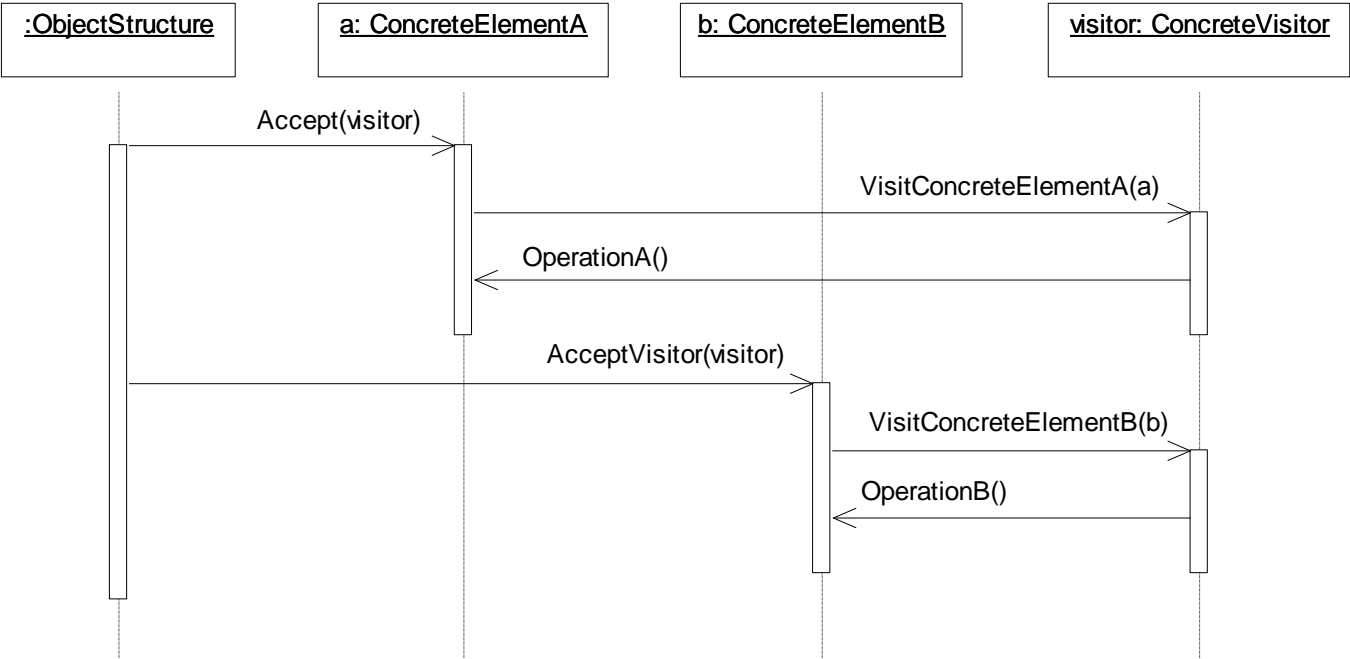 :ObjectStructure
a: ConcreteElementA
b: ConcreteElementB
visitor: ConcreteVisitor
Accept(visitor)
VisitConcreteElementA(a)
OperationA()
AcceptVisitor(visitor)
VisitConcreteElementB(b)
OperationB()